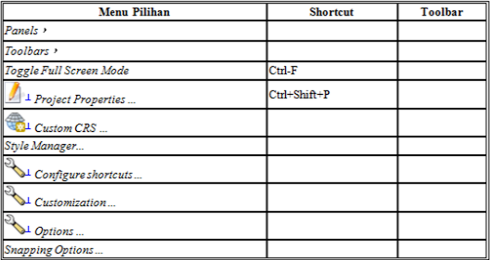 Menu Pilihan Shortcut Toolbar
Panels ›
Toolbars ›
Toggle Full Screen Mode Ctrl-F
Project Properties ... Ctrl+Shift+P
Custom CRS ...
Style Manager...
Configure shortcuts ...
Customization ...
Options ...
Snapping Options ...